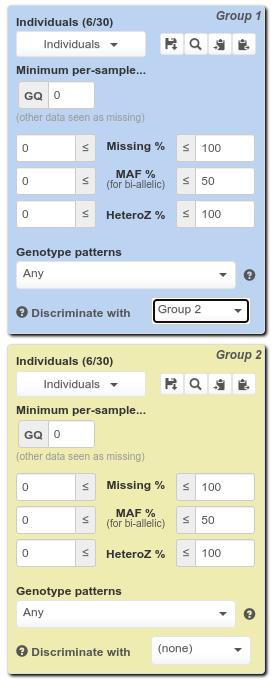 Group 1
Individuals (6/30)
Individuals
Minimum per-sample...
GQ 0
(other data seen as missing)
0 ≤ Missing % ≤ 100
0 ≤ MAF % ≤ 50
(for bi-allelic)
0 ≤ HeteroZ % ≤ 100
Genotype patterns
Any ?
? Discriminate with Group 2
Group 2
Individuals (6/30)
Individuals
Minimum per-sample...
GQ 0
(other data seen as missing)
0 ≤ Missing % ≤ 100
0 ≤ MAF % ≤ 50
(for bi-allelic)
0 ≤ HeteroZ % ≤ 100
Genotype patterns
Any ?
? Discriminate with (none)